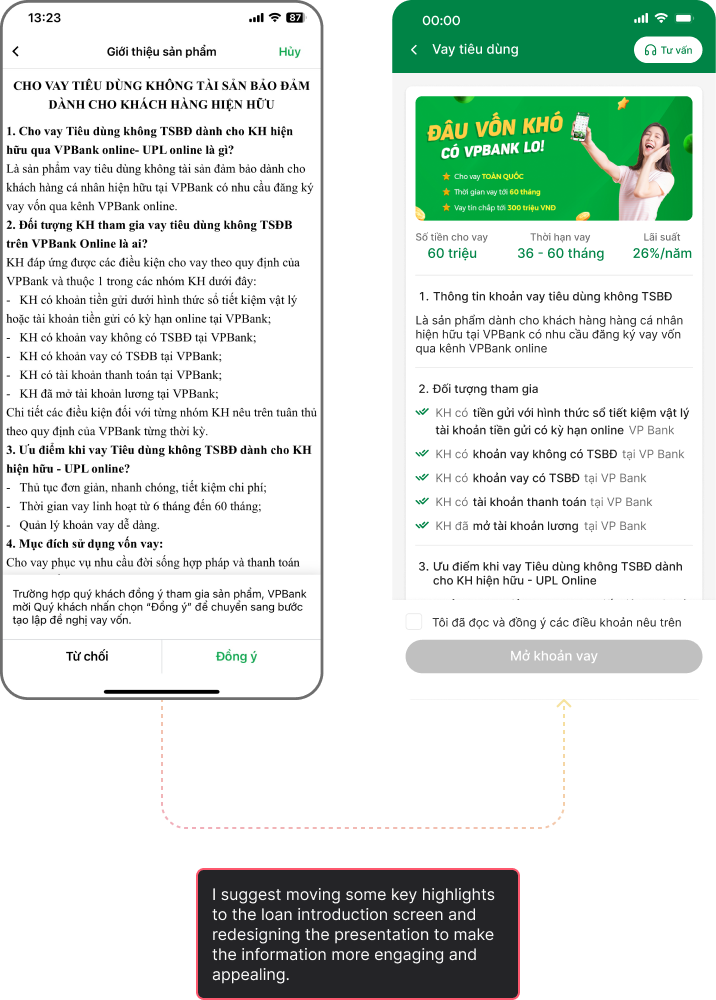 13:23
87
Giới thiệu sản phẩm
Hủy
CHO VAY TIÊU DÙNG KHÔNG TÀI SẢN BẢO ĐẢM
DÀNH CHO KHÁCH HÀNG HIỆN HỮU
1. Cho vay Tiêu dùng không TSBĐ dành cho KH hiện
hữu qua VPBank online- UPL online là gì?
Là sản phẩm vay tiêu dùng không tài sản đảm bảo dành cho
khách hàng cá nhân hiện hữu tại VPBank có nhu cầu đăng ký
vay vốn qua kênh VPBank online.
2. Đối tượng KH tham gia vay tiêu dùng không TSĐB
trên VPBank Online là ai?
KH đáp ứng được các điều kiện cho vay theo quy định của
VPBank và thuộc 1 trong các nhóm KH dưới đây:
- KH có khoản tiền gửi dưới hình thức sổ tiết kiệm vật lý
hoặc tài khoản tiền gửi có kỳ hạn online tại VPBank;
- KH có khoản vay không có TSĐB tại VPBank;
- KH có khoản vay có TSĐB tại VPBank;
- KH có tài khoản thanh toán tại VPBank;
- KH đã mở tài khoản lương tại VPBank;
Chi tiết các điều kiện đối với từng nhóm KH nêu trên tuân thủ
theo quy định của VPBank từng thời kỳ.
3. Ưu điểm khi vay Tiêu dùng không TSBĐ dành cho KH
hiện hữu - UPL online?
- Thủ tục đơn giản, nhanh chóng, tiết kiệm chi phí;
- Thời gian vay linh hoạt từ 6 tháng đến 60 tháng;
- Quản lý khoản vay dễ dàng.
4. Mục đích sử dụng vốn vay:
Cho vay phục vụ nhu cầu đời sống hợp pháp và thanh toán
Trường hợp quý khách đồng ý tham gia sản phẩm, VPBank
mời Quý khách nhấn chọn “Đồng ý” để chuyển sang bước
tạo lập đề nghị vay vốn.
Từ chối
Đồng ý
00:00
Vay tiêu dùng
Tư vấn
ĐÂU VỐN KHÓ
CÓ VPBANK LO!
Cho vay TOÀN QUỐC
Thời gian vay tới 60 tháng
Vay tín chấp tới 300 triệu VND
Số tiền cho vay
60 triệu
Thời hạn vay
36 - 60 tháng
Lãi suất
26%/năm
1. Thông tin khoản vay tiêu dùng không TSBĐ
Là sản phẩm dành cho khách hàng hàng cá nhân
hiện hữu tại VPBank có nhu cầu đăng ký vay vốn
qua kênh VPBank online
2. Đối tượng tham gia
KH có tiền gửi với hình thức sổ tiết kiệm vật lý
tài khoản tiền gửi có kỳ hạn online VP Bank
KH có khoản vay không có TSBĐ tại VP Bank
KH có khoản vay có TSBĐ tại VP Bank
KH có tài khoản thanh toán tại VP Bank
KH đã mở tài khoản lương tại VP Bank
3. Ưu điểm khi vay Tiêu dùng không TSBĐ dành
cho KH hiện hữu - UPL Online
Tôi đã đọc và đồng ý các điều khoản nêu trên
Mở khoản vay
I suggest moving some key highlights
to the loan introduction screen and
redesigning the presentation to make
the information more engaging and
appealing.